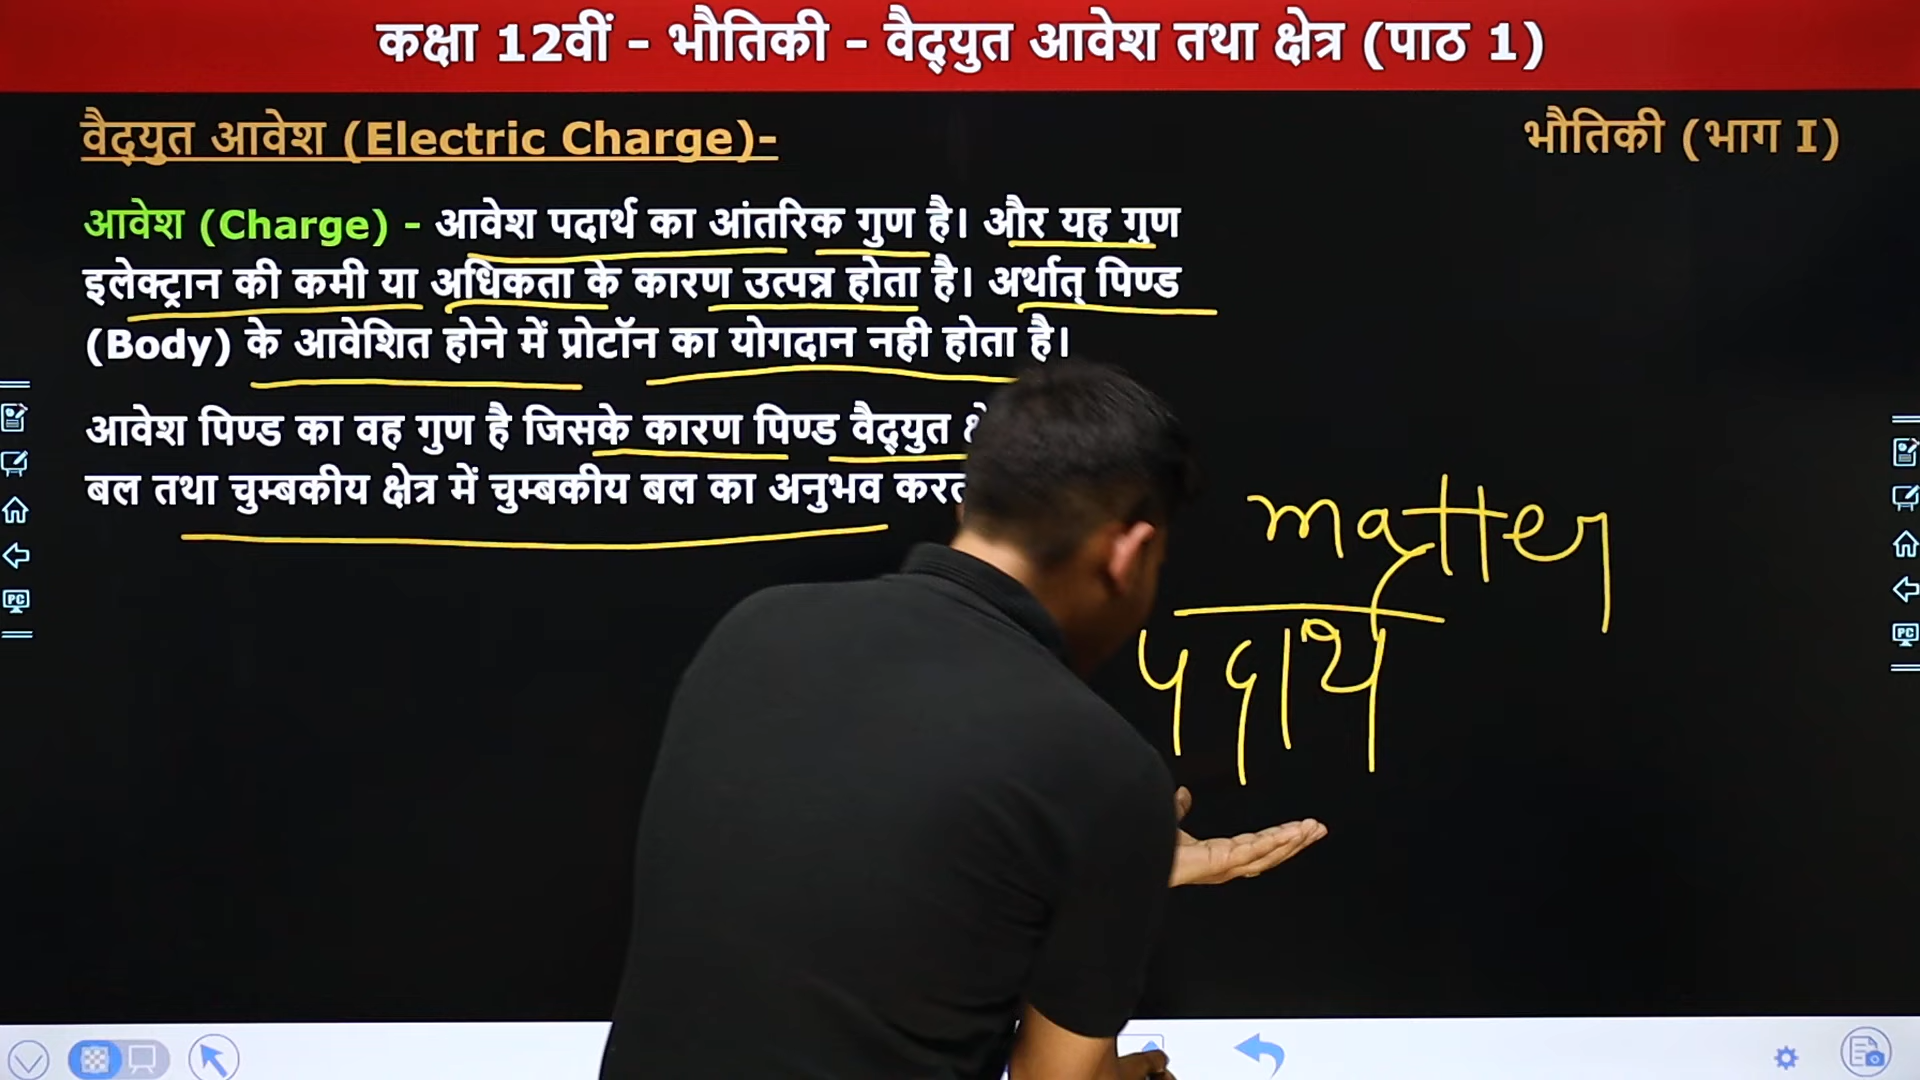 कक्षा 12वीं - भौतिकी - वैद्युत आवेश तथा क्षेत्र (पाठ 1)
वैद्युत आवेश (Electric Charge)-
भौतिकी (भाग I)
आवेश (Charge) - आवेश पदार्थ का आंतरिक गुण है। और यह गुण
इलेक्ट्रान की कमी या अधिकता के कारण उत्पन्न होता है। अर्थात् पिण्ड
(Body) के आवेशित होने में प्रोटॉन का योगदान नही होता है।
आवेश पिण्ड का वह गुण है जिसके कारण पिण्ड वैद्युत
बल तथा चुम्बकीय क्षेत्र में चुम्बकीय बल का अनुभव
matter
पदार्थ
PC
PC